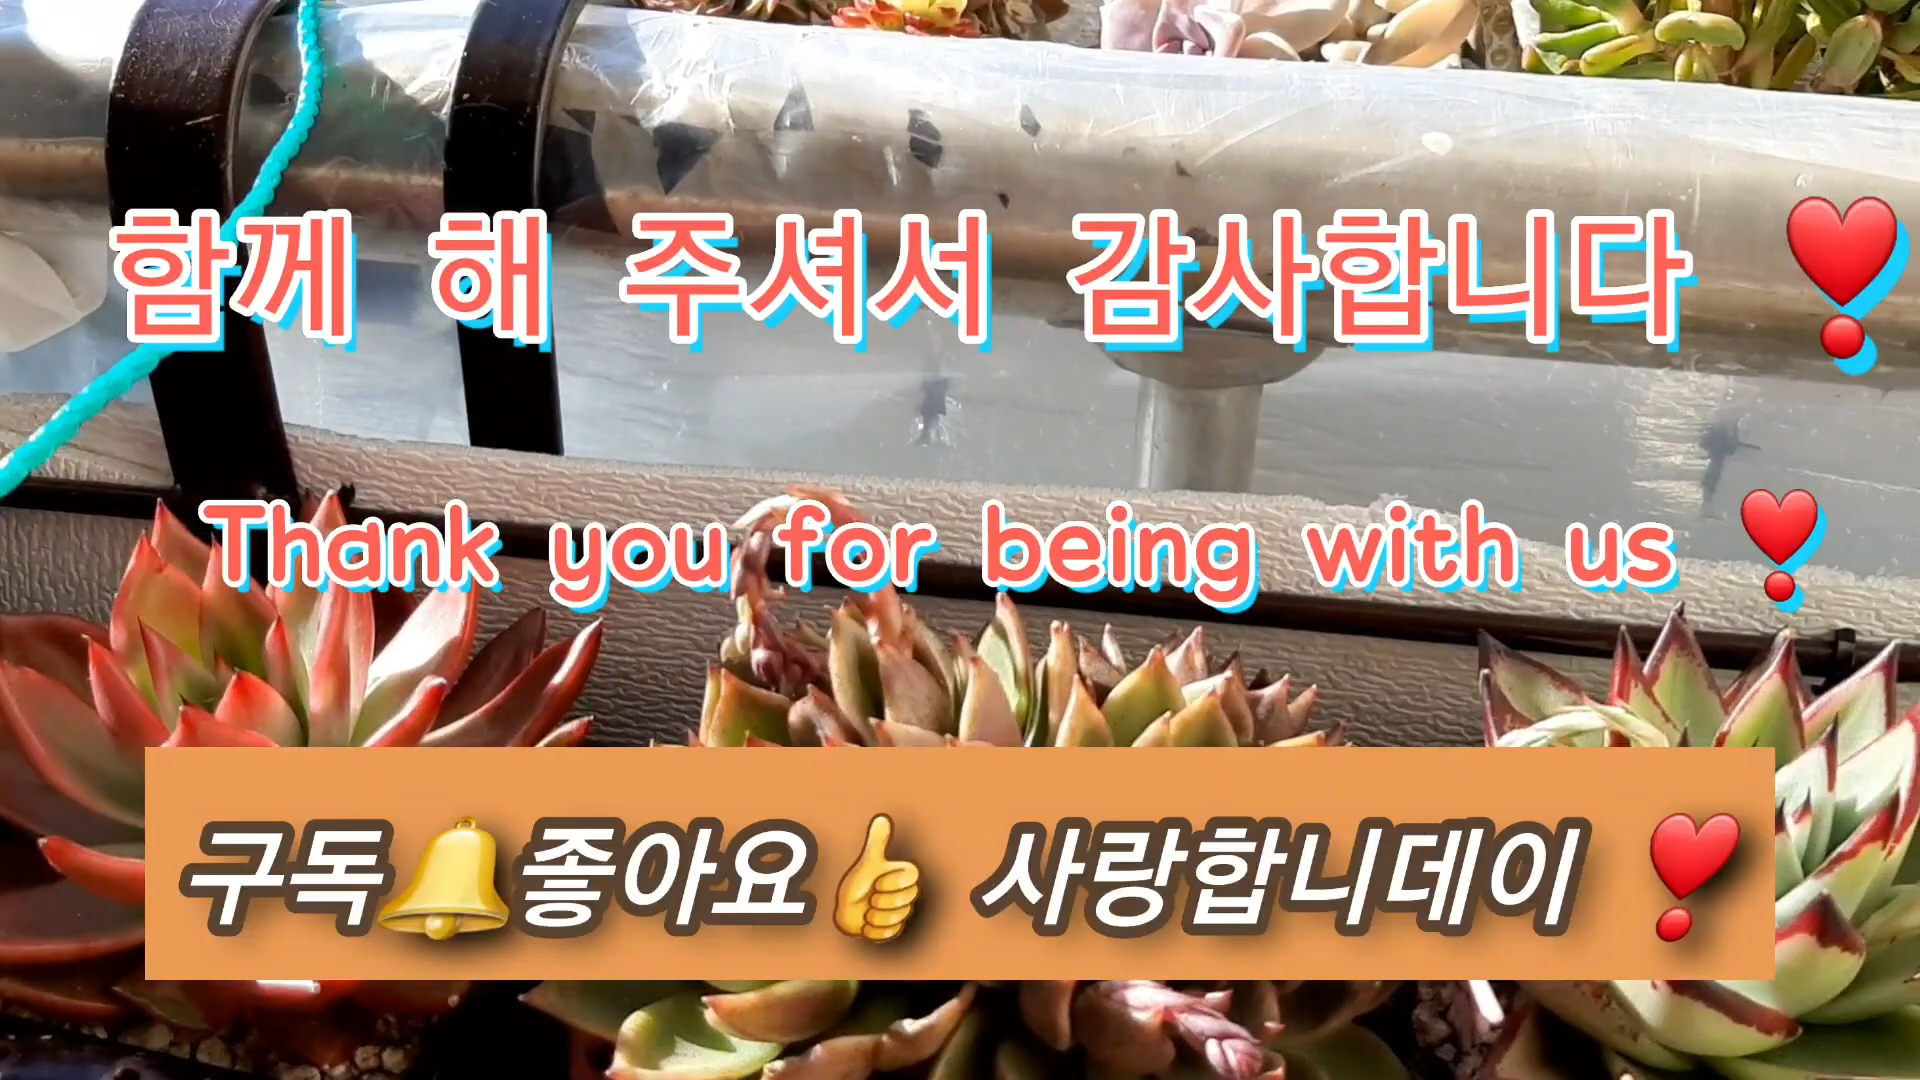 함께 해 주셔서 감사합니다 ❣️
Thank you for being with us ❣️
구독🔔좋아요👍 사랑합니데이 ❣️